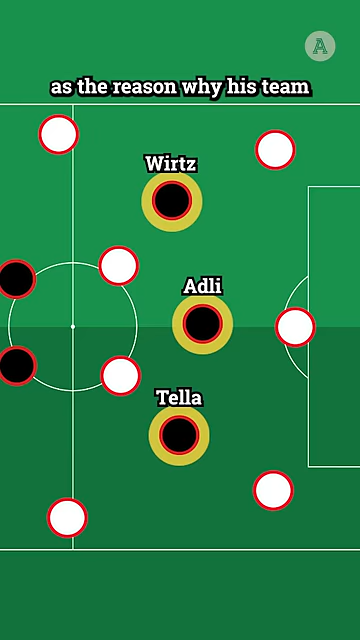 A
as the reason why his team
Wirtz
Adli
Tella